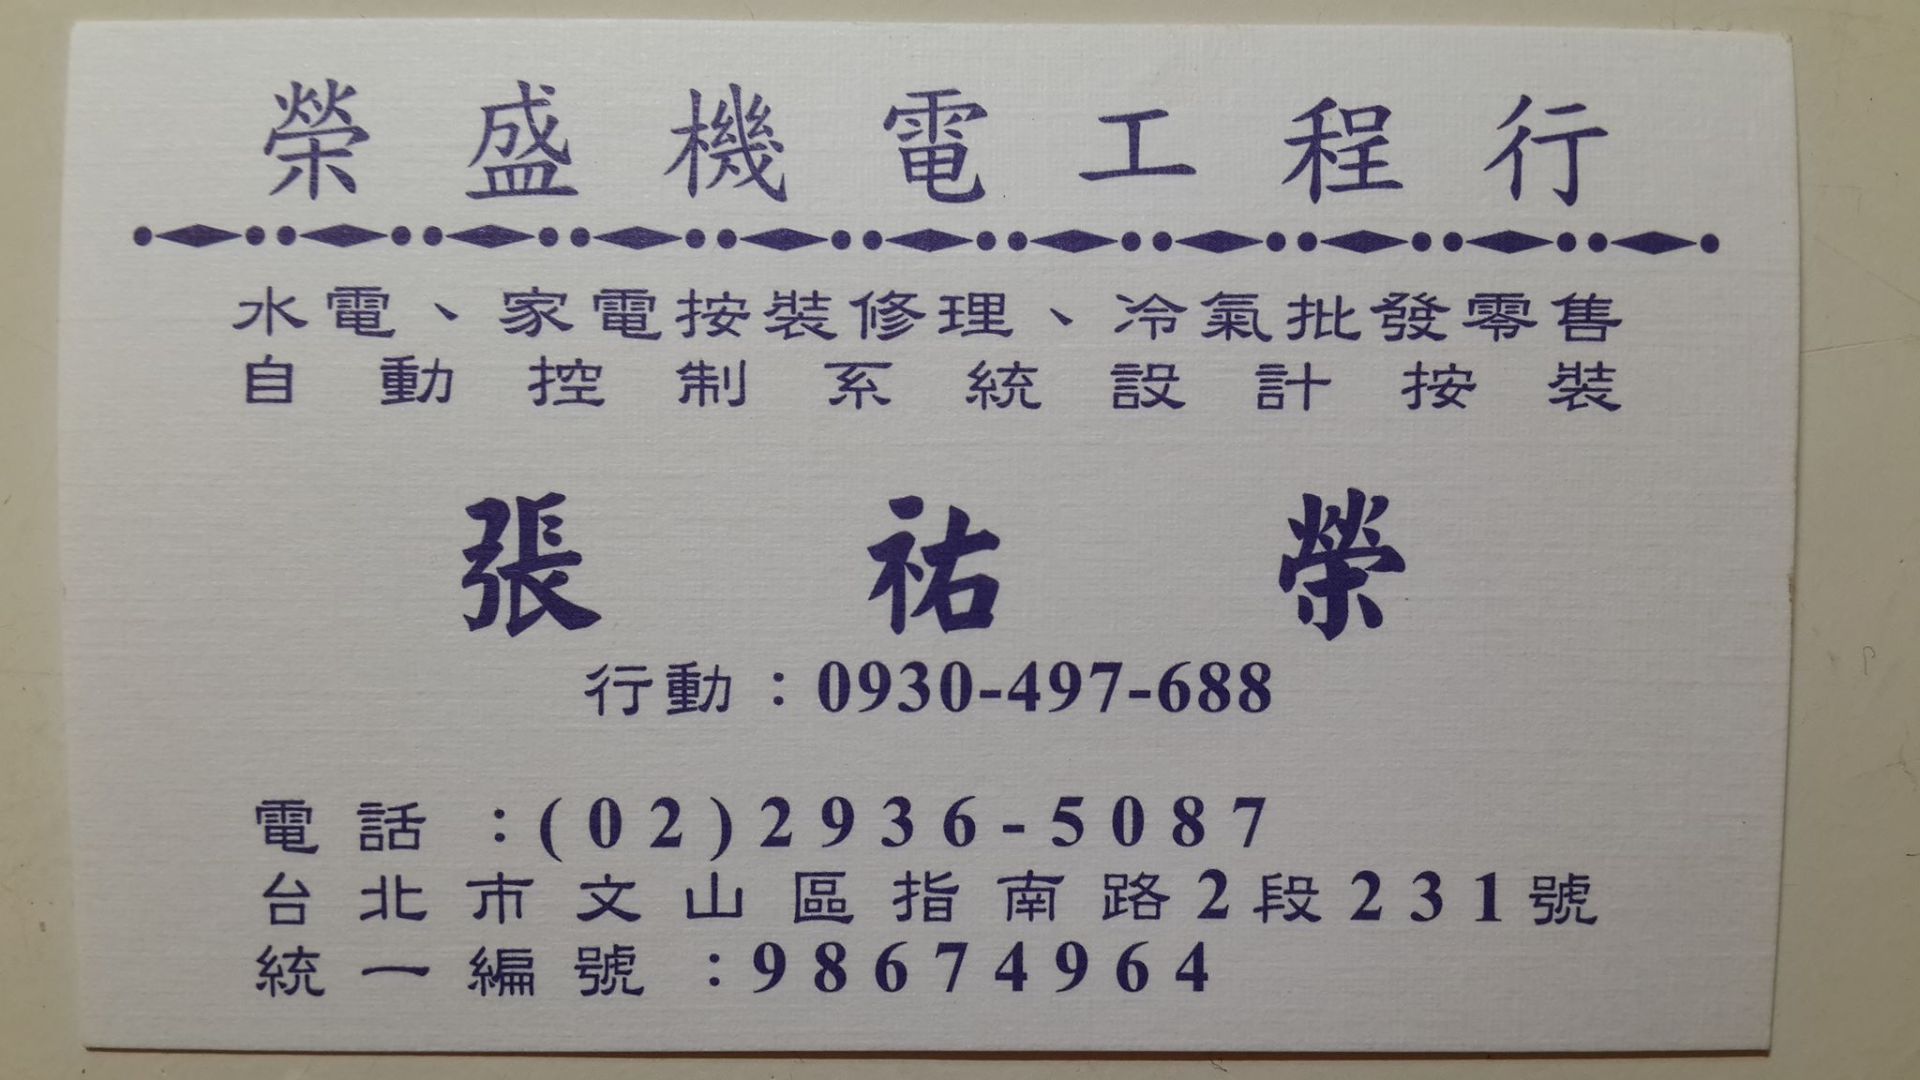 榮盛機電工程行
水電、家電按裝修理、冷氣批發零售
自動控制系統設計按裝
張祐榮
行動：0930-497-688
電話：(02)2936-5087
台北市文山區指南路2段231號
統一編號：98674964